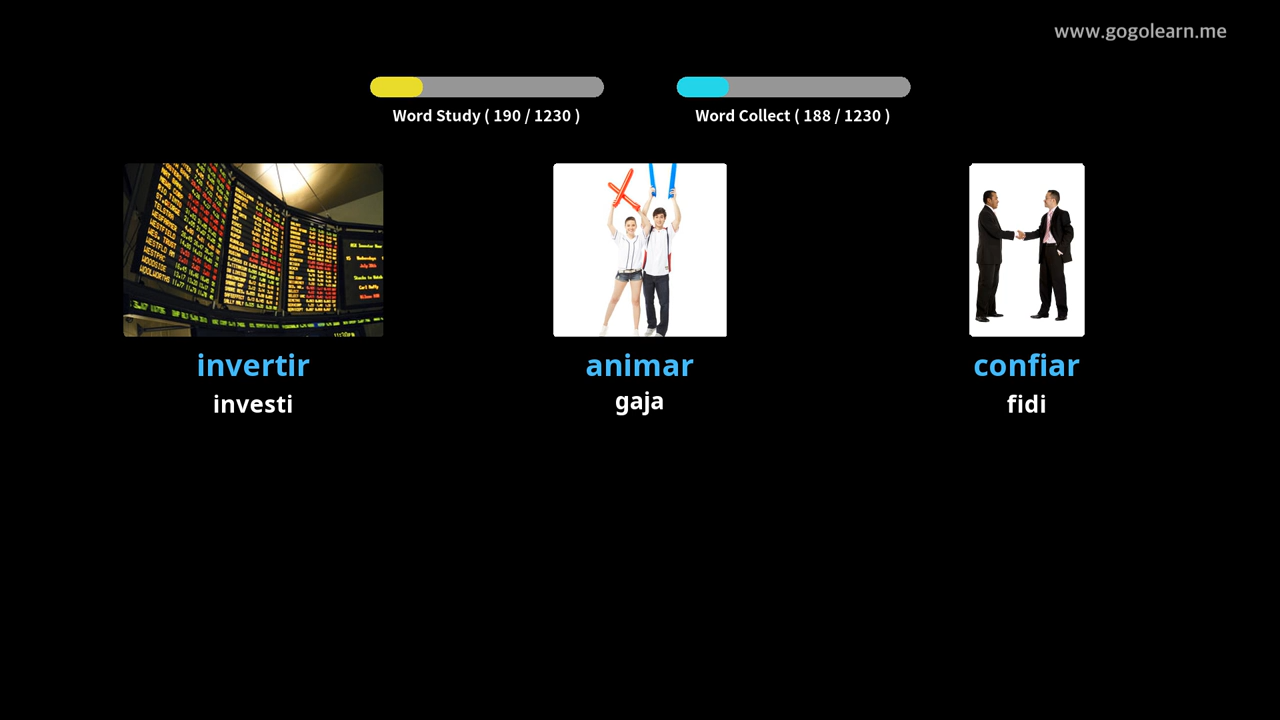 www.gogolearn.me
Word Study ( 190 / 1230 )
Word Collect ( 188 / 1230 )
invertir
investi
animar
gaja
confiar
fidi